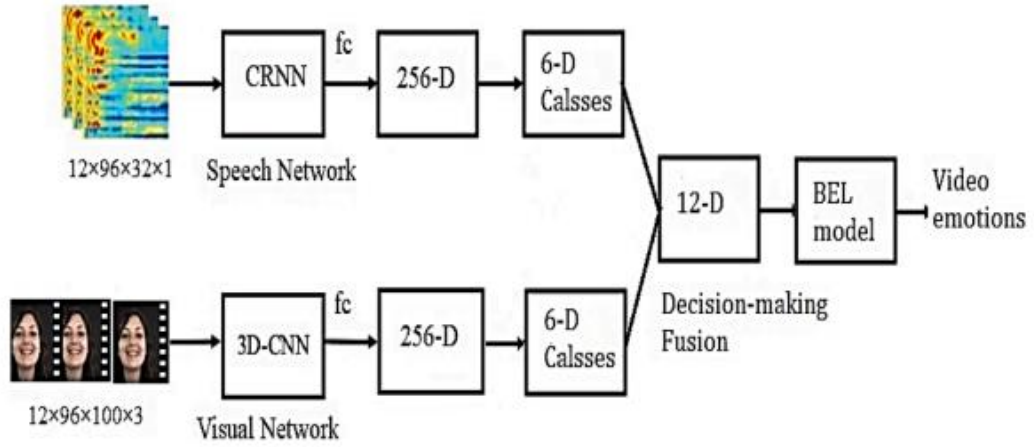 12×96×32×1
CRNN
Speech Network
fc
256-D
6-D
Calsses
12×96×100×3
3D-CNN
Visual Network
fc
256-D
6-D
Calsses
12-D
Decision-making
Fusion
BEL
model
Video
emotions